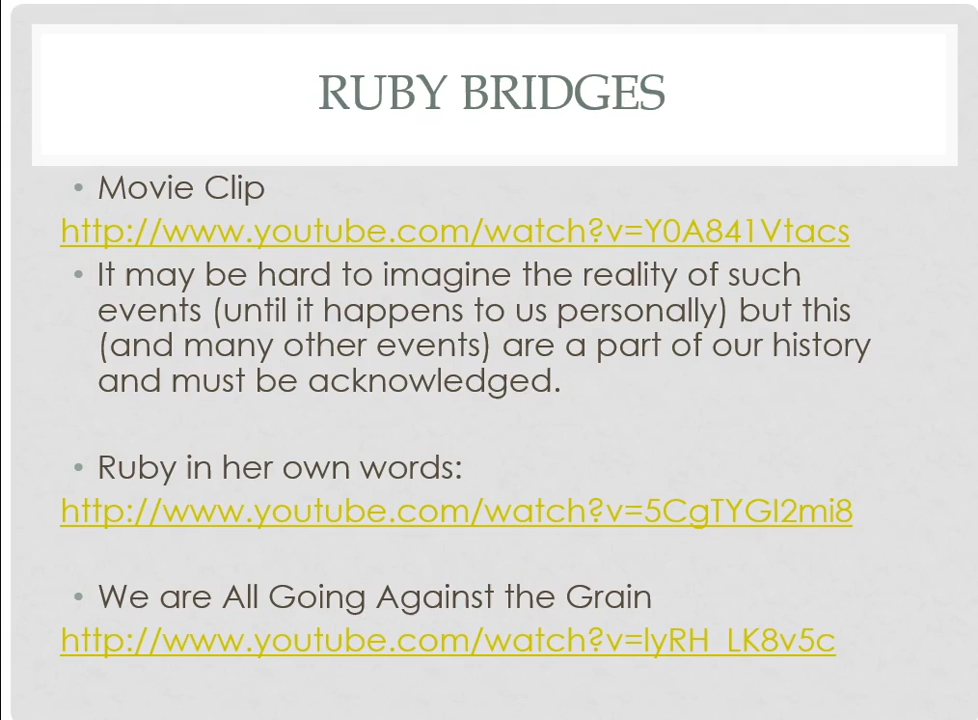 RUBY BRIDGES
• Movie Clip
http://www.youtube.com/watch?v=Y0A841Vtacs
• It may be hard to imagine the reality of such
events (until it happens to us personally) but this
(and many other events) are a part of our history
and must be acknowledged.
• Ruby in her own words:
http://www.youtube.com/watch?v=5CgTYGI2mi8
• We are All Going Against the Grain
http://www.youtube.com/watch?v=lyRH_LK8v5c